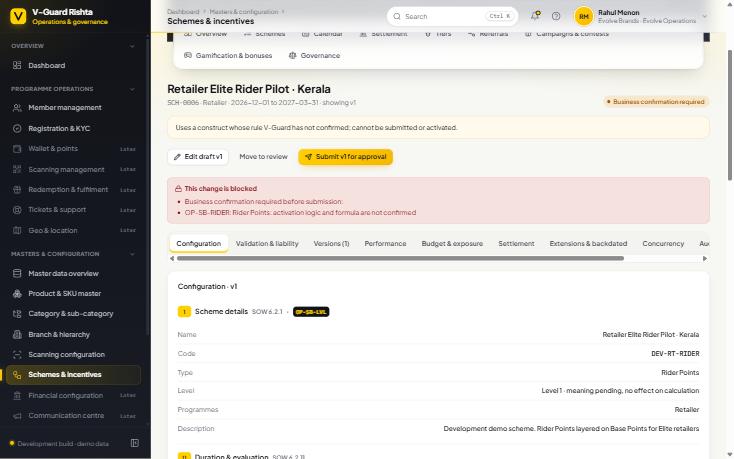 V-Guard Rishta
Operations & governance
OVERVIEW
Dashboard
PROGRAMME OPERATIONS
Member management
Registration & KYC
Wallet & points Later
Scanning management Later
Redemption & fulfilment Later
Tickets & support Later
Geo & location Later
MASTERS & CONFIGURATION
Master data overview
Product & SKU master
Category & sub-category
Branch & hierarchy
Scanning configuration
Schemes & incentives
Financial configuration Later
Communication centre Later
Development build · demo data
Dashboard › Masters & configuration ›
Schemes & incentives
Search Ctrl K
RM Rahul Menon
Evolve Brands · Evolve Operations
Overview Schemes Calendar Settlement Tiers Referrals Campaigns & contests
Gamification & bonuses Governance
Retailer Elite Rider Pilot · Kerala
SCH-0006 · Retailer · 2026-12-01 to 2027-03-31 · showing v1
Business confirmation required
Uses a construct whose rule V-Guard has not confirmed; cannot be submitted or activated.
Edit draft v1 Move to review Submit v1 for approval
This change is blocked
• Business confirmation required before submission:
• OP-SB-RIDER: Rider Points: activation logic and formula are not confirmed
Configuration Validation & liability Versions (1) Performance Budget & exposure Settlement Extensions & backdated Concurrency
Configuration · v1
1 Scheme details SOW 6.2.1 · OP-SB-LVL
Name Retailer Elite Rider Pilot · Kerala
Code DEV-RT-RIDER
Type Rider Points
Level Level 1 · meaning pending, no effect on calculation
Programmes Retailer
Description Development demo scheme. Rider Points layered on Base Points for Elite retailers
Duration & evaluation SOW 6.2.11